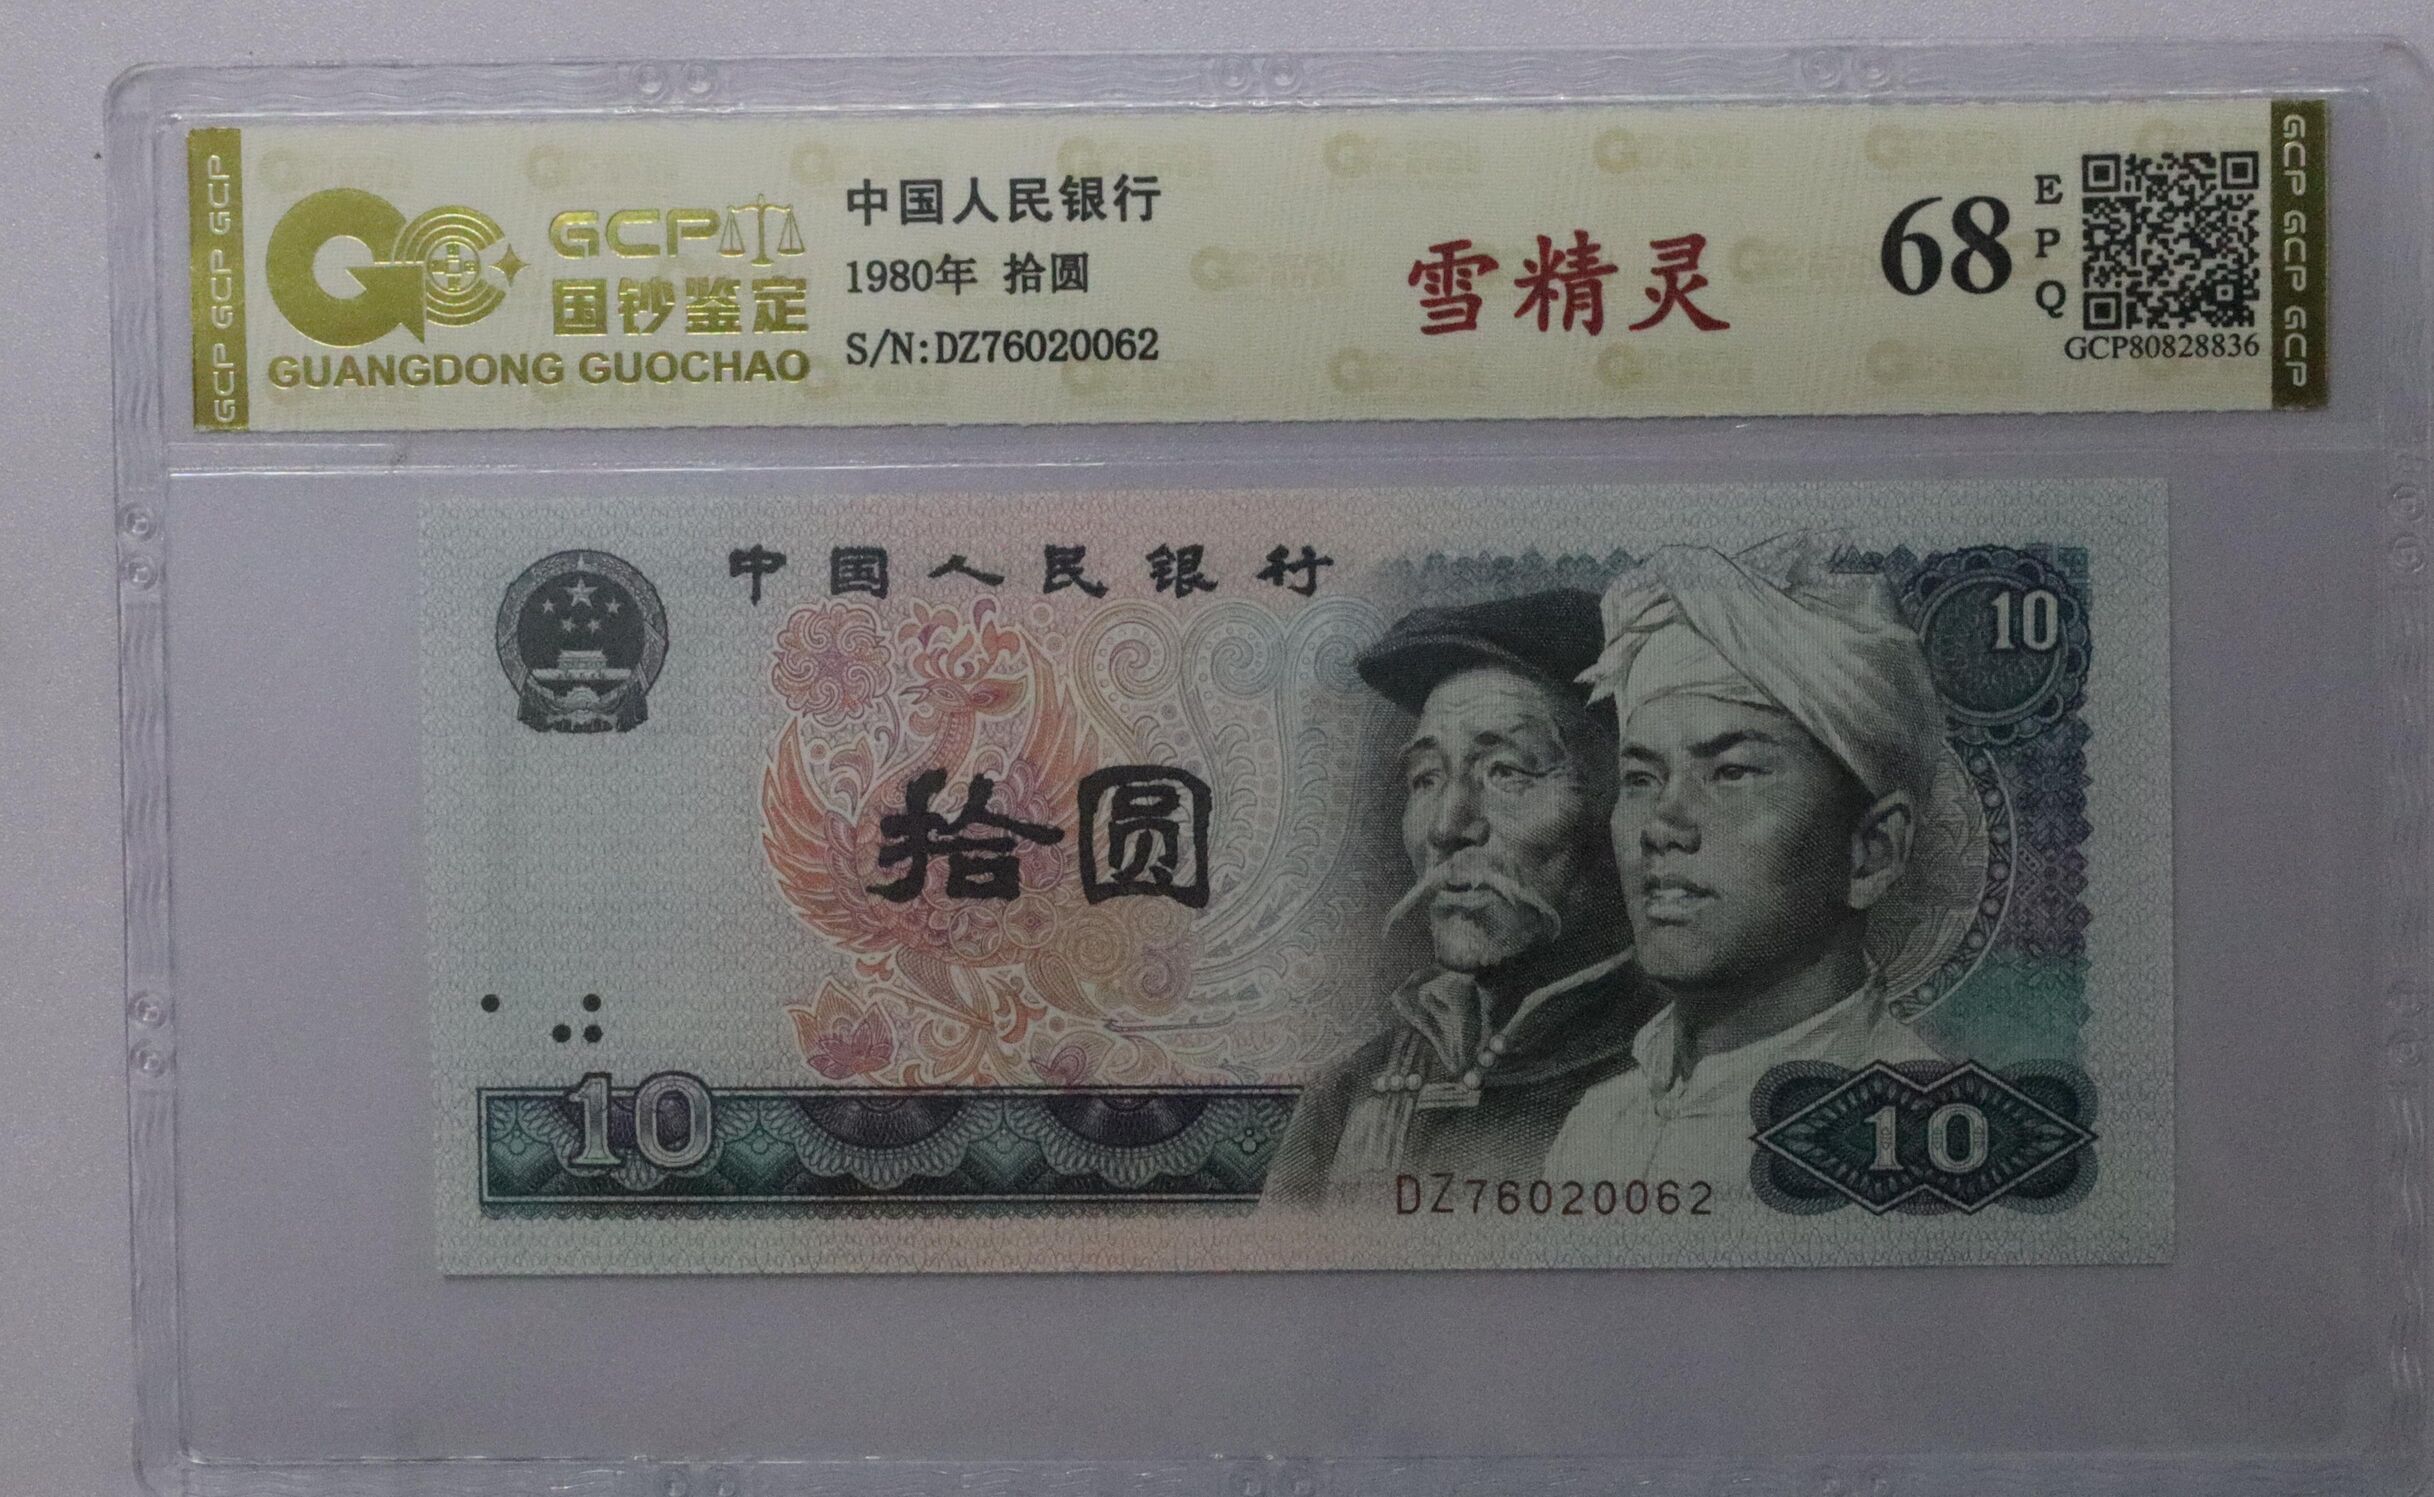 GCP GCP GCP
GCP
国钞鉴定
GUANGDONG GUOCHAO
中国人民银行
1980年 拾圆
S/N:DZ76020062
雪精灵
68
E
P
Q
GCP80828836
GCP GCP GCP
中国人民银行
10
拾圆
10
10
DZ76020062